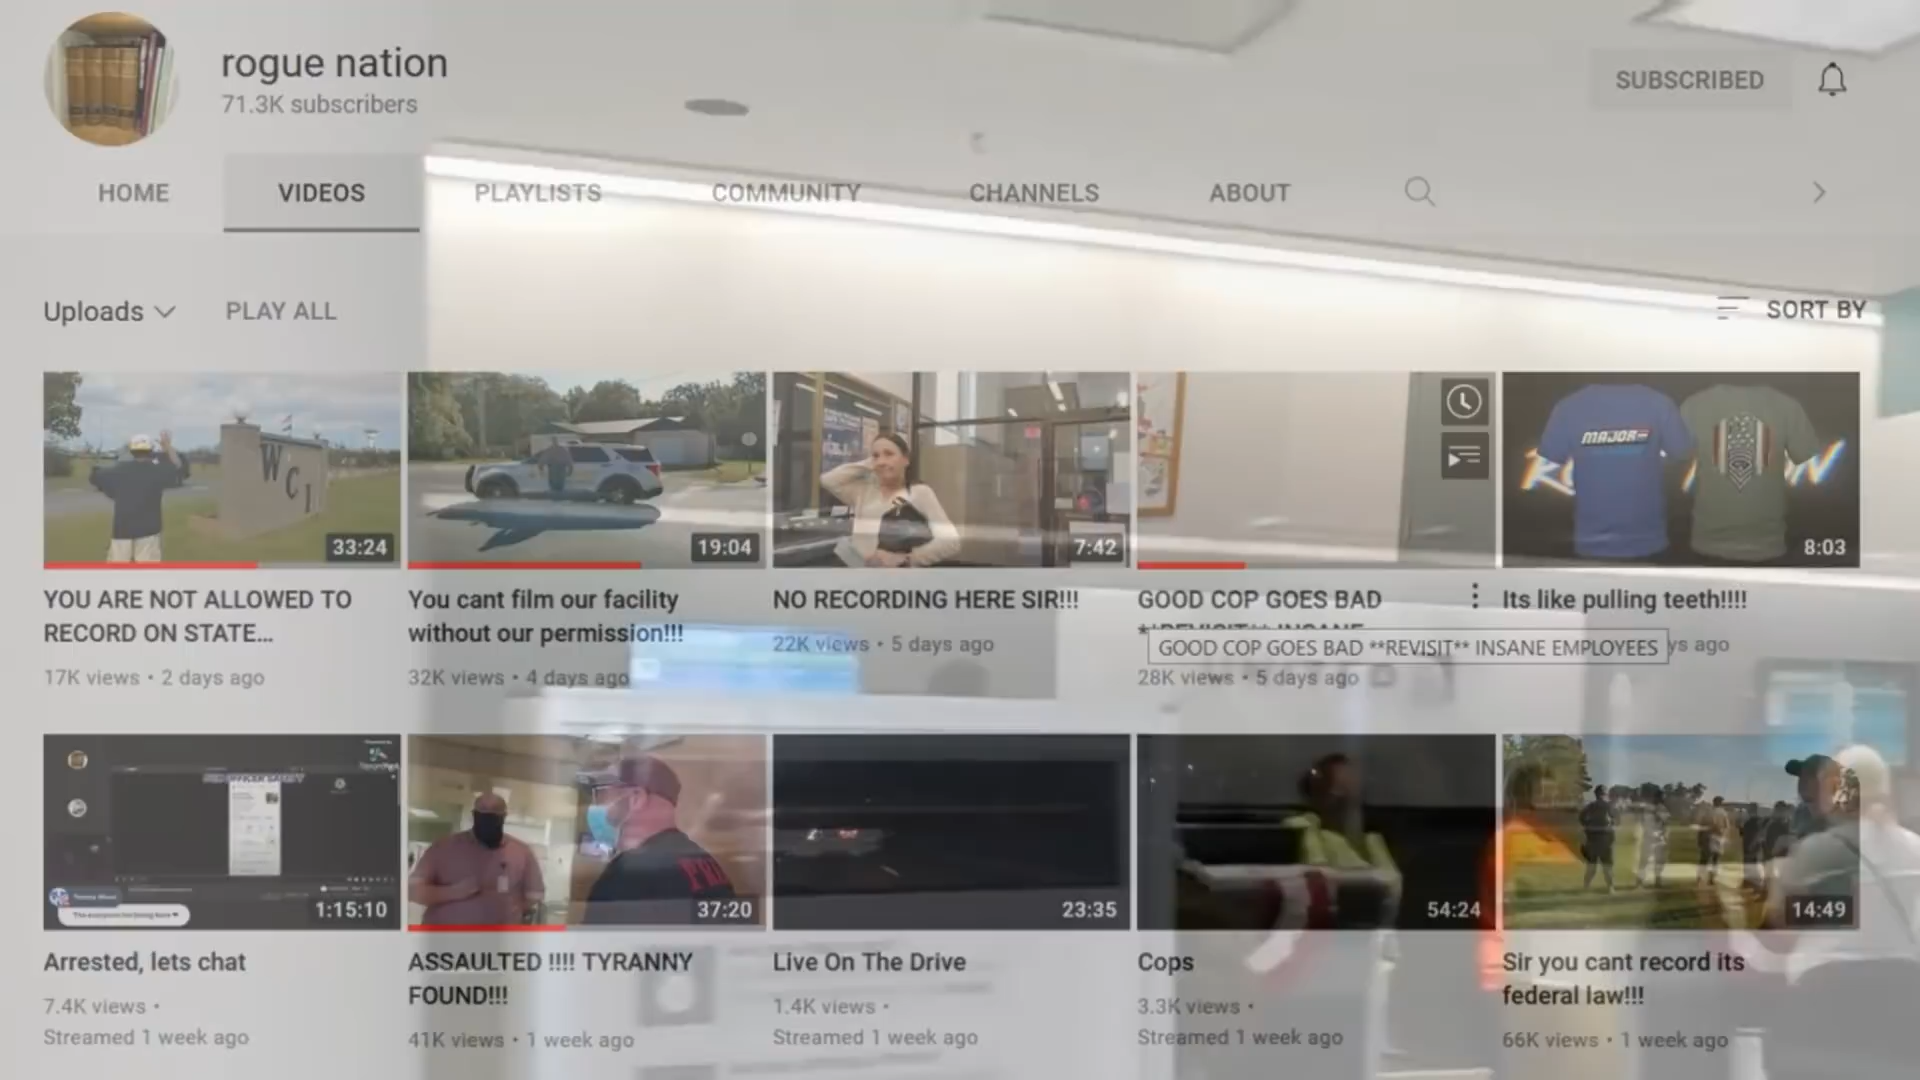 rogue nation
71.3K subscribers
SUBSCRIBED
HOME
VIDEOS
PLAYLISTS
COMMUNITY
CHANNELS
ABOUT
Uploads
PLAY ALL
SORT BY
WCI
33:24
19:04
7:42
MAJOR
8:03
YOU ARE NOT ALLOWED TO
RECORD ON STATE...
17K views • 2 days ago
You cant film our facility
without our permission!!!
32K views • 4 days ago
NO RECORDING HERE SIR!!!
22K views • 5 days ago
GOOD COP GOES BAD
GOOD COP GOES BAD **REVISIT** INSANE EMPLOYEES
28K views • 5 days ago
Its like pulling teeth!!!!
ys ago
1:15:10
37:20
23:35
54:24
14:49
Arrested, lets chat
7.4K views •
Streamed 1 week ago
ASSAULTED !!!! TYRANNY
FOUND!!!
41K views • 1 week ago
Live On The Drive
1.4K views •
Streamed 1 week ago
Cops
3.3K views •
Streamed 1 week ago
Sir you cant record its
federal law!!!
66K views • 1 week ago